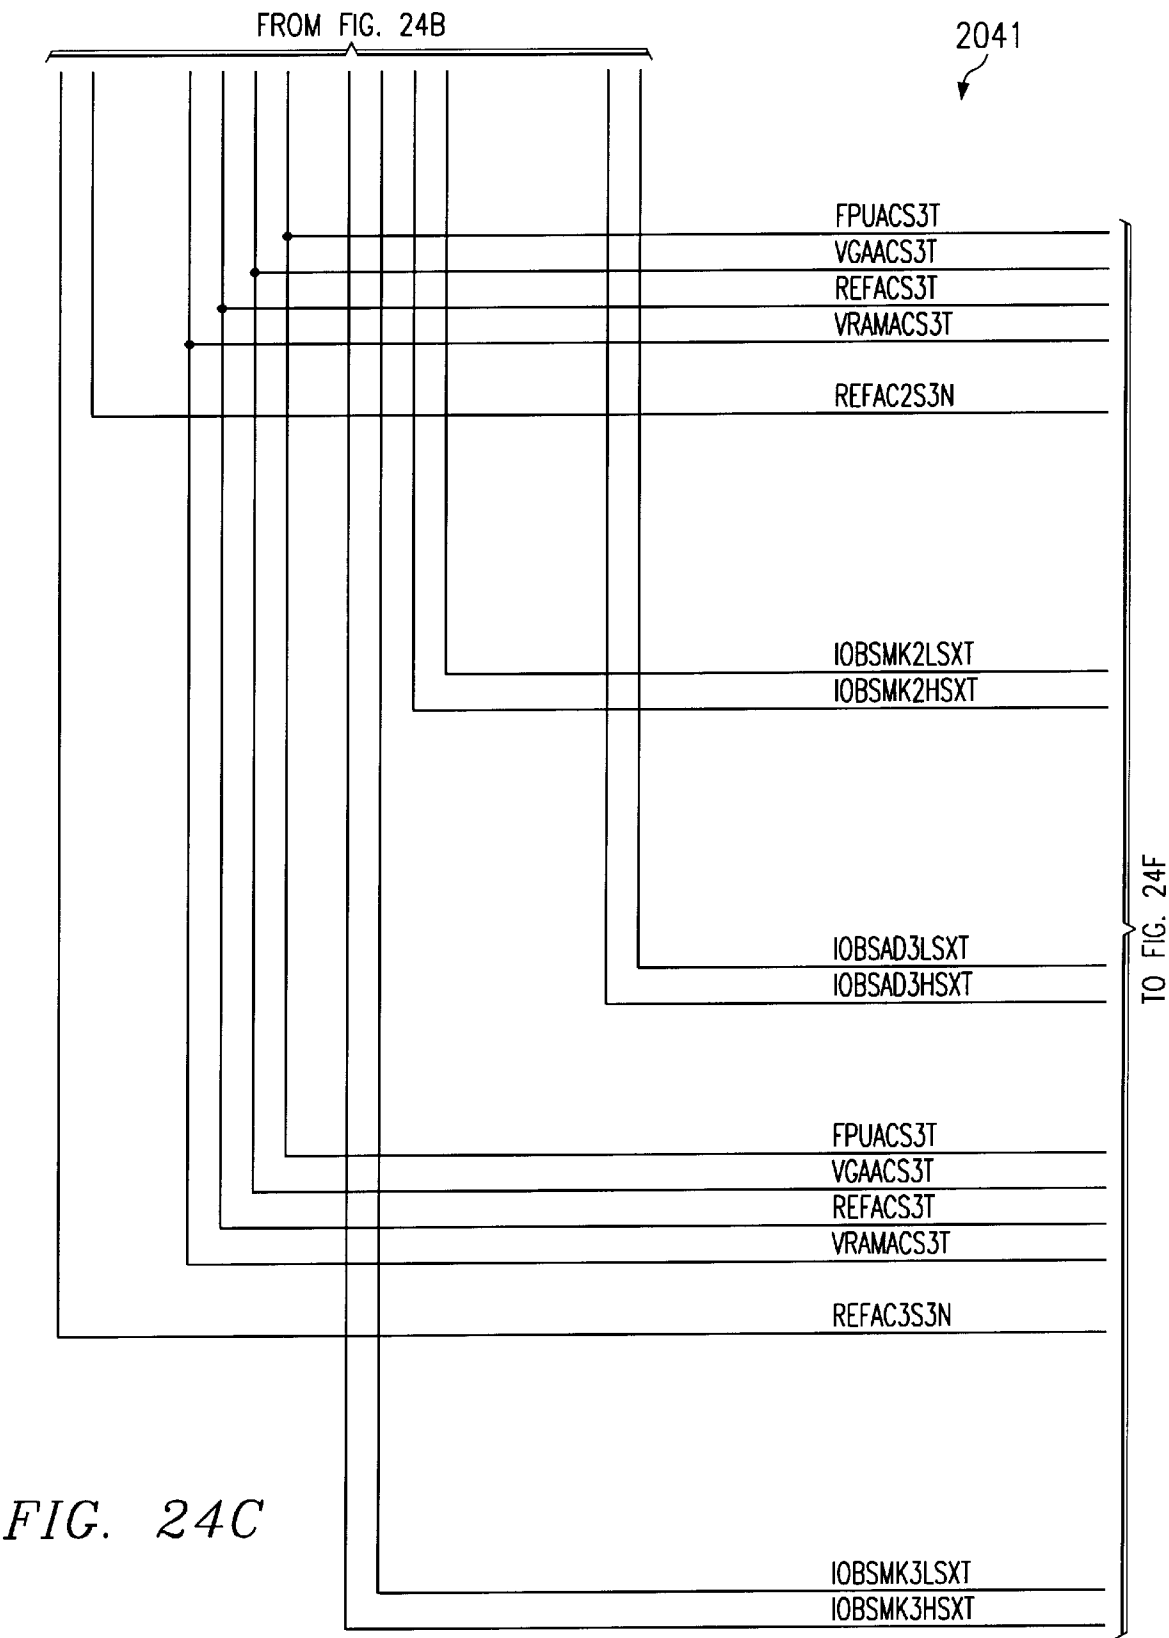 FROM FIG. 24B
2041
FPUACS3T
VGAACS3T
REFACS3T
VRAMACS3T
REFAC2S3N
IOBSMK2LSXT
IOBSMK2HSXT
IOBSAD3LSXT
IOBSAD3HSXT
TO FIG. 24F
FPUACS3T
VGAACS3T
REFACS3T
VRAMACS3T
REFAC3S3N
FIG. 24C
IOBSMK3LSXT
IOBSMK3HSXT